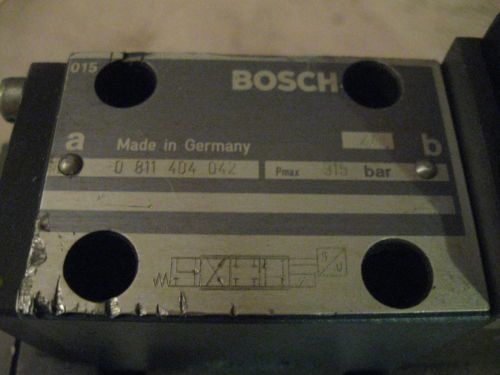 015
BOSCH
a b
Made in Germany
0 811 404 042
Pmax 315 bar
S
U